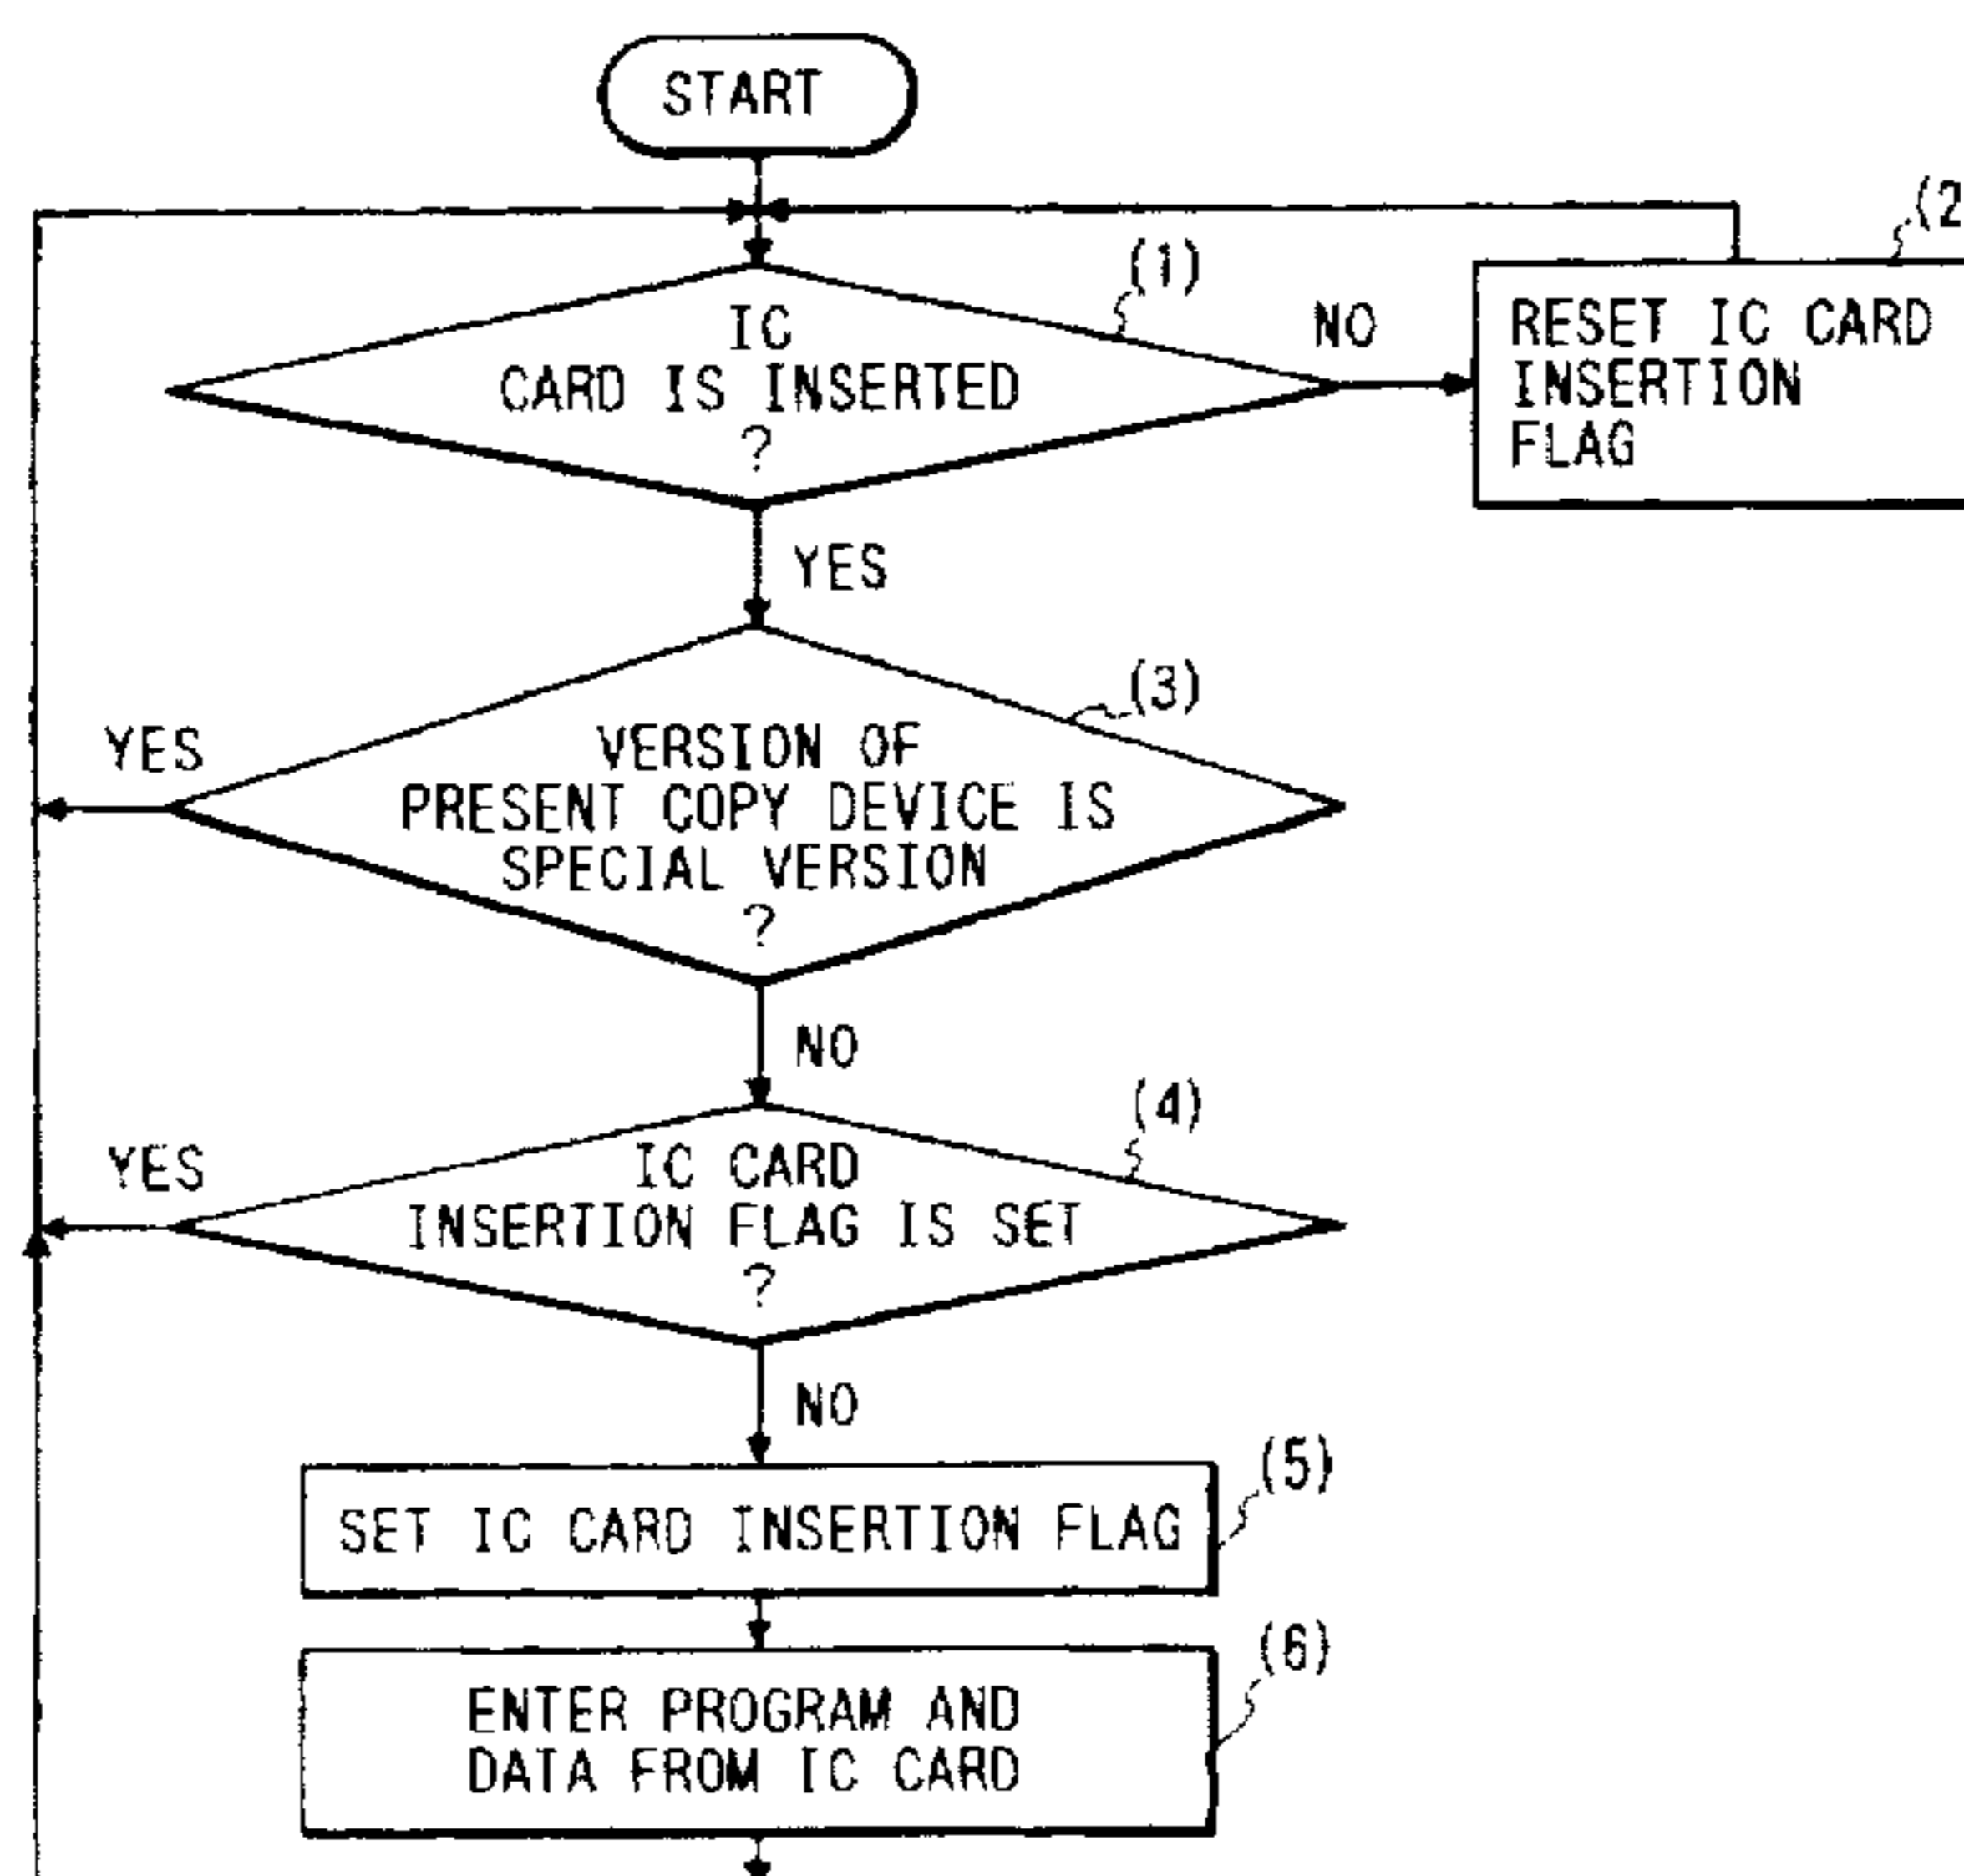 START
(1)
(2
IC
CARD IS INSERTED
?
NO
RESET IC CARD
INSERTION
FLAG
YES
(3)
VERSION OF
PRESENT COPY DEVICE IS
SPECIAL VERSION
?
YES
NO
(4)
IC CARD
INSERTION FLAG IS SET
?
YES
NO
(5)
SET IC CARD INSERTION FLAG
(6)
ENTER PROGRAM AND
DATA FROM IC CARD